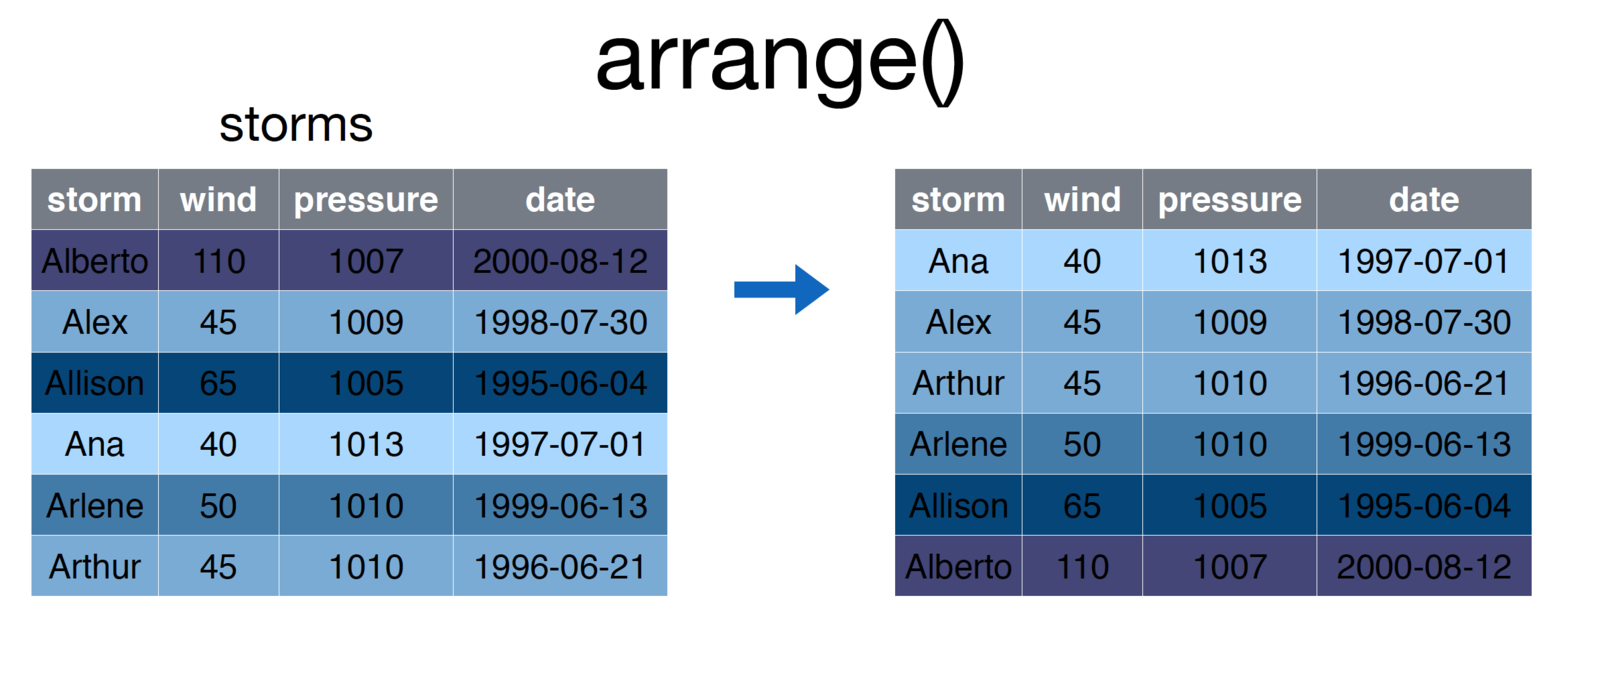 arrange()
storms
storm wind pressure date
Alberto 110 1007 2000-08-12
Alex 45 1009 1998-07-30
Allison 65 1005 1995-06-04
Ana 40 1013 1997-07-01
Arlene 50 1010 1999-06-13
Arthur 45 1010 1996-06-21
storm wind pressure date
Ana 40 1013 1997-07-01
Alex 45 1009 1998-07-30
Arthur 45 1010 1996-06-21
Arlene 50 1010 1999-06-13
Allison 65 1005 1995-06-04
Alberto 110 1007 2000-08-12